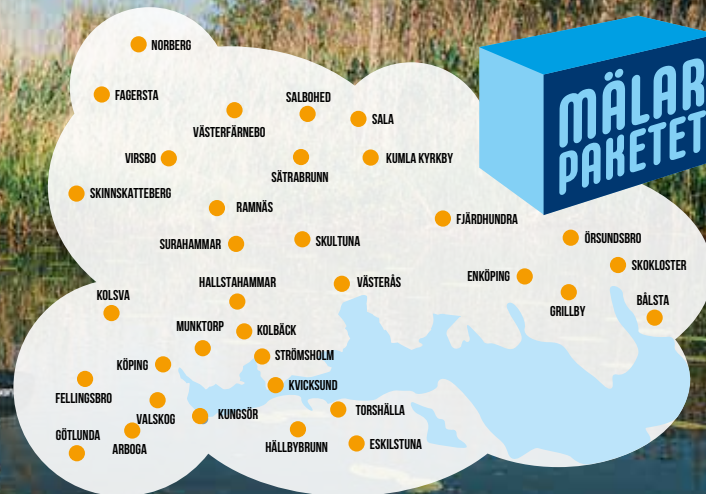 NORBERG
MÄLAR
PAKETET
FAGERSTA
SALBOHED
SALA
VÄSTERFÄRNEBO
VIRSBO
KUMLA KYRKBY
SÄTRABRUNN
SKINNSKATTEBERG
RAMNÄS
FJÄRDHUNDRA
SURAHAMMAR
SKULTUNA
ÖRSUNDSBRO
SKOKLOSTER
ENKÖPING
HALLSTAHAMMAR
VÄSTERÅS
KOLSVA
BÅLSTA
GRILLBY
MUNKTORP
KOLBÄCK
STRÖMSHOLM
KÖPING
KVICKSUND
FELLINGSBRO
VALSKOG
KUNGSÖR
TORSHÄLLA
GÖTLUNDA
ARBOGA
HÄLLBYBRUNN
ESKILSTUNA